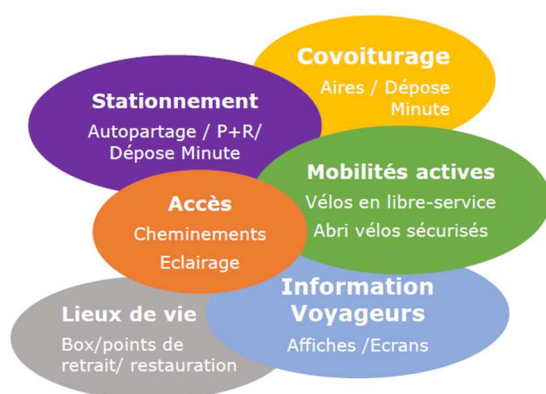 Covoiturage
Aires / Dépose
Minute
Stationnement
Autopartage / P+R/
Dépose Minute
Mobilités actives
Vélos en libre-service
Abri vélos sécurisés
Accès
Cheminements
Eclairage
Information
Voyageurs
Affiches /Ecrans
Lieux de vie
Box/points de
retrait/ restauration